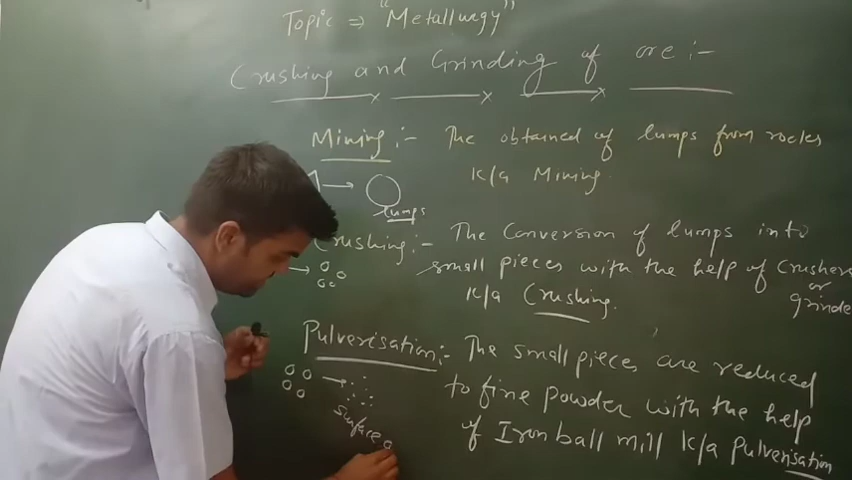 Topic ⇒ "Metallurgy"
Crushing and Grinding of ore :-
Mining :- The obtained of lumps from rocks
k/a Mining.
lumps
Crushing :- The Conversion of lumps into
small pieces with the help of Crushers
or
grinde
k/a Crushing.
Pulverisation :- The small pieces are reduced
to fine powder with the help
of Iron ball mill k/a pulverisation
Surface a